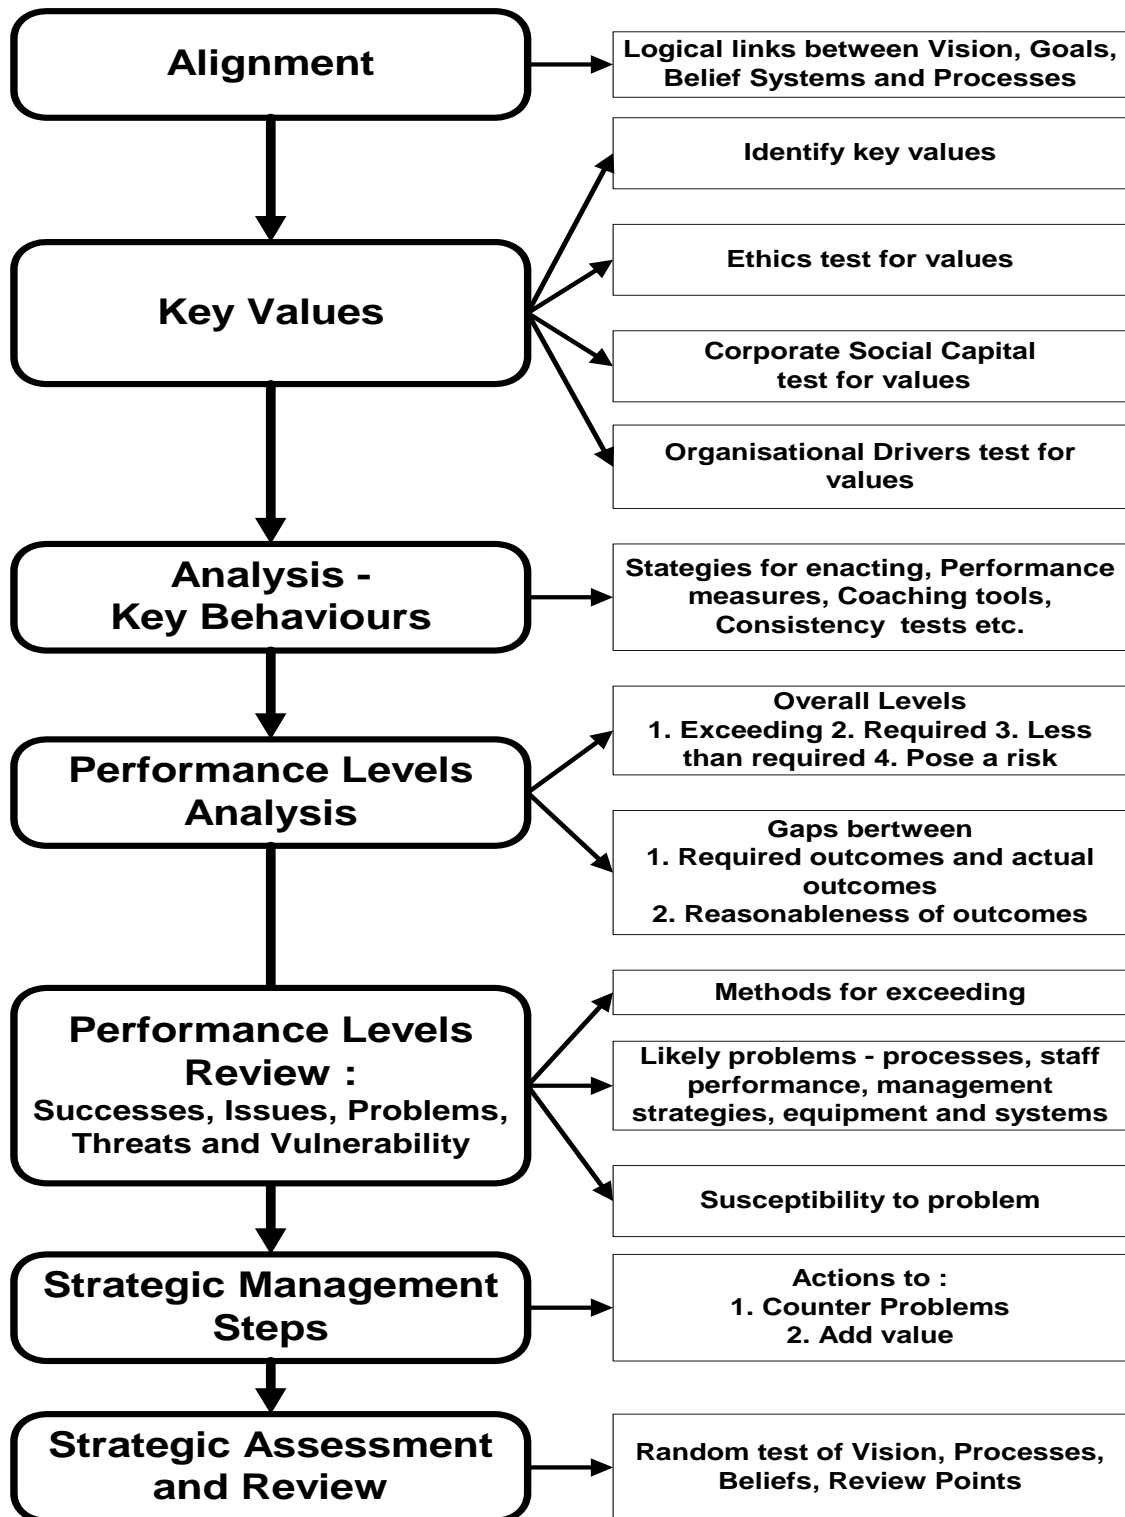 Alignment
Logical links between Vision, Goals,
Belief Systems and Processes
Key Values
Identify key values
Ethics test for values
Corporate Social Capital
test for values
Organisational Drivers test for
values
Analysis -
Key Behaviours
Stategies for enacting, Performance
measures, Coaching tools,
Consistency tests etc.
Performance Levels
Analysis
Overall Levels
1. Exceeding 2. Required 3. Less
than required 4. Pose a risk
Gaps bertween
1. Required outcomes and actual
outcomes
2. Reasonableness of outcomes
Performance Levels
Review :
Successes, Issues, Problems,
Threats and Vulnerability
Methods for exceeding
Likely problems - processes, staff
performance, management
strategies, equipment and systems
Susceptibility to problem
Strategic Management
Steps
Actions to :
1. Counter Problems
2. Add value
Strategic Assessment
and Review
Random test of Vision, Processes,
Beliefs, Review Points